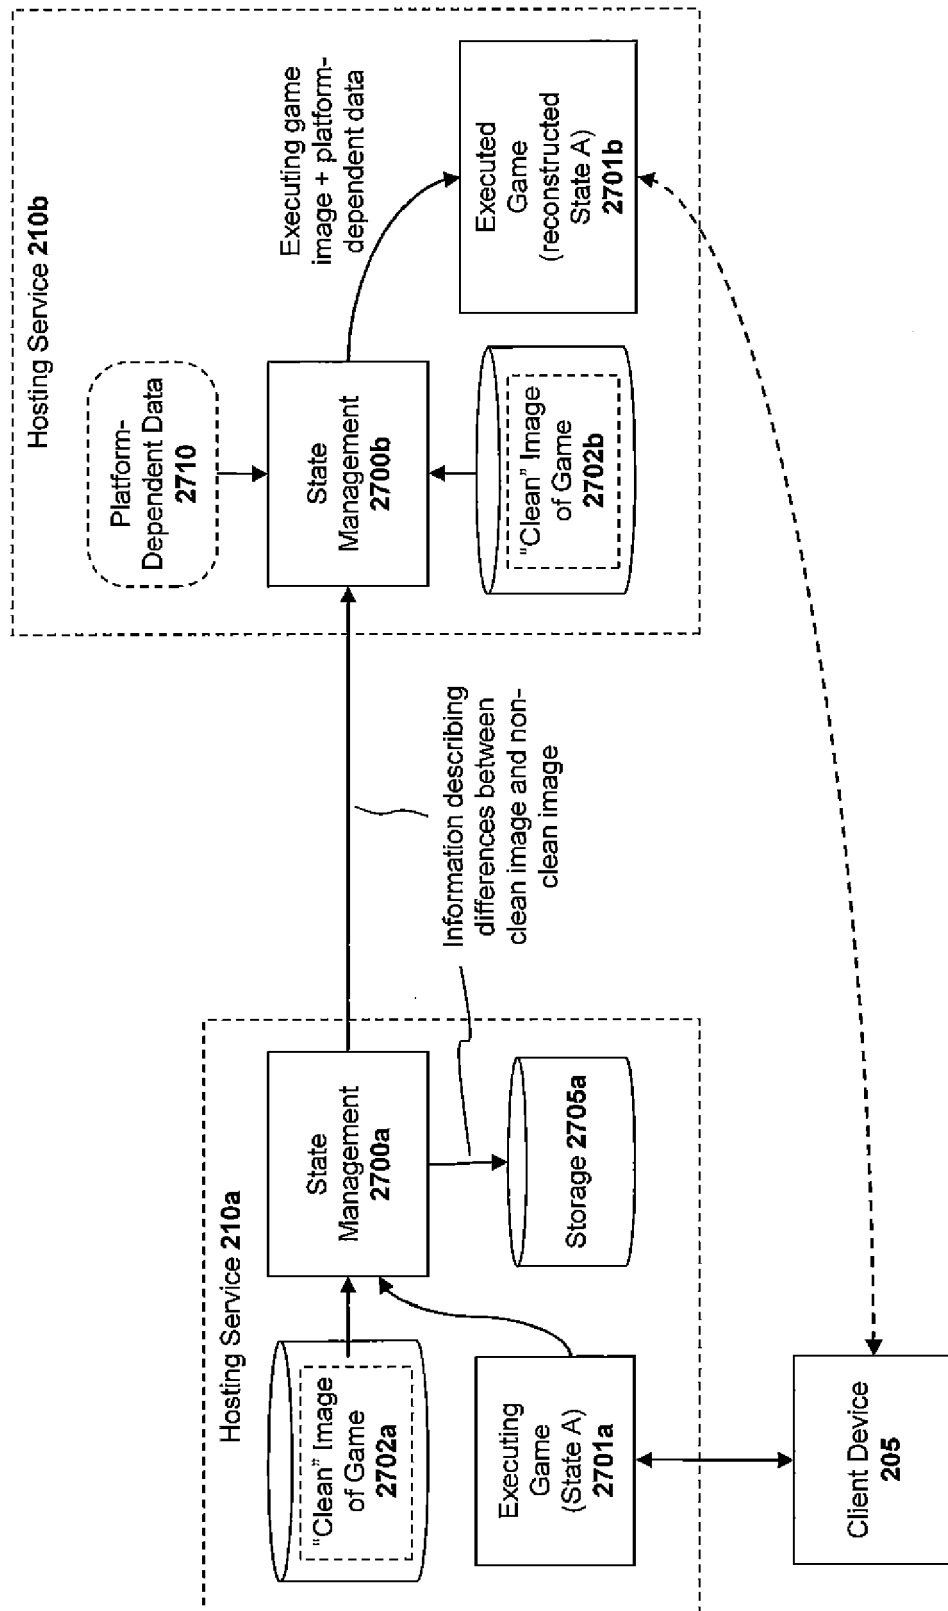 Hosting Service 210a
"Clean" Image
of Game
2702a
Executing
Game
(State A)
2701a
State
Management
2700a
Storage 2705a
Client Device
205
Information describing
differences between
clean image and non-
clean image
Hosting Service 210b
Platform-
Dependent Data
2710
State
Management
2700b
"Clean" Image
of Game
2702b
Executing game
image + platform-
dependent data
Executed
Game
(reconstructed
State A)
2701b